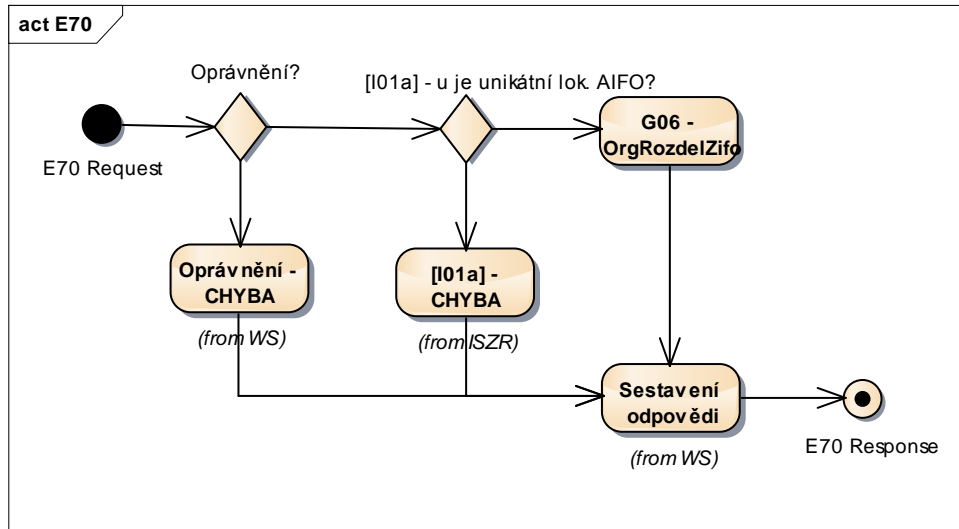 act E70
Oprávnění?
[I01a] - u je unikátní lok. AIFO?
E70 Request
G06 -
OrgRozdelZifo
Oprávnění -
CHYBA
(from WS)
[I01a] -
CHYBA
(from ISZR)
Sestavení
odpovědi
(from WS)
E70 Response